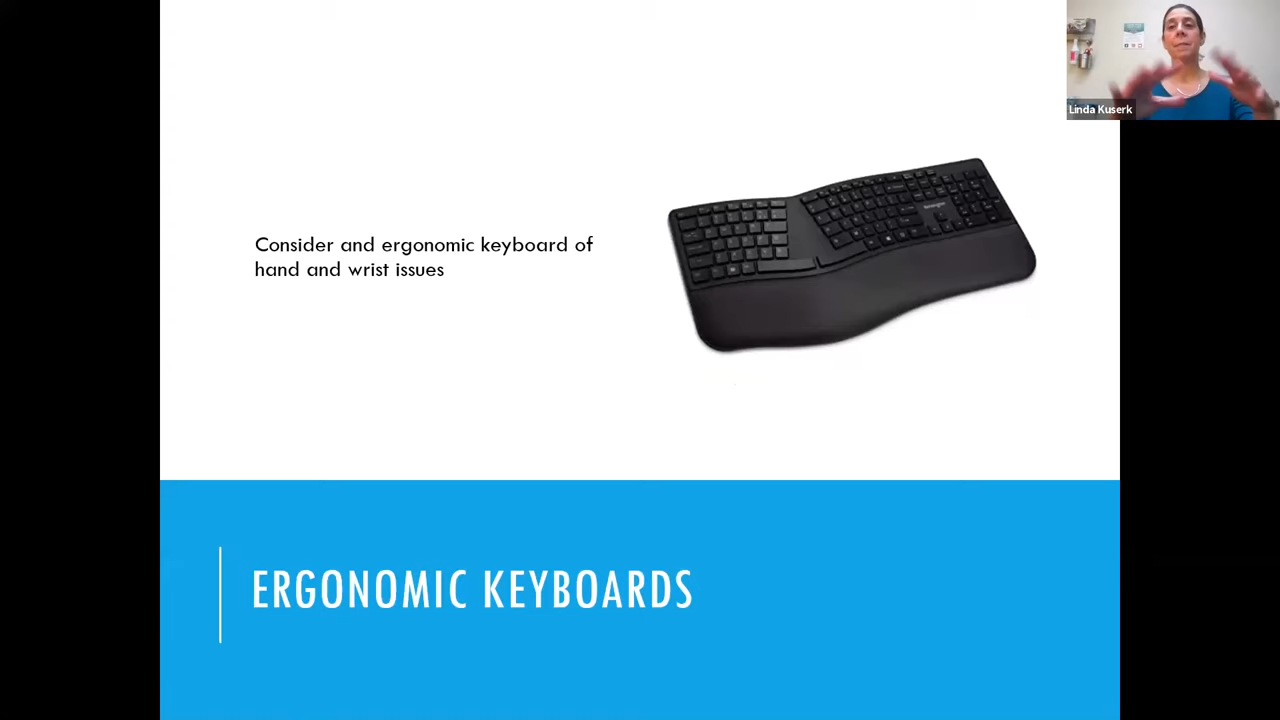 Linda Kuserk
Consider and ergonomic keyboard of
hand and wrist issues
ERGONOMIC KEYBOARDS